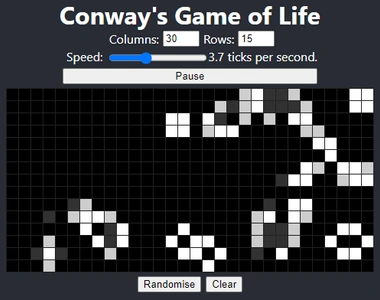 Conway's Game of Life
Columns: 30 Rows: 15
Speed: 3.7 ticks per second.
Pause
Randomise Clear